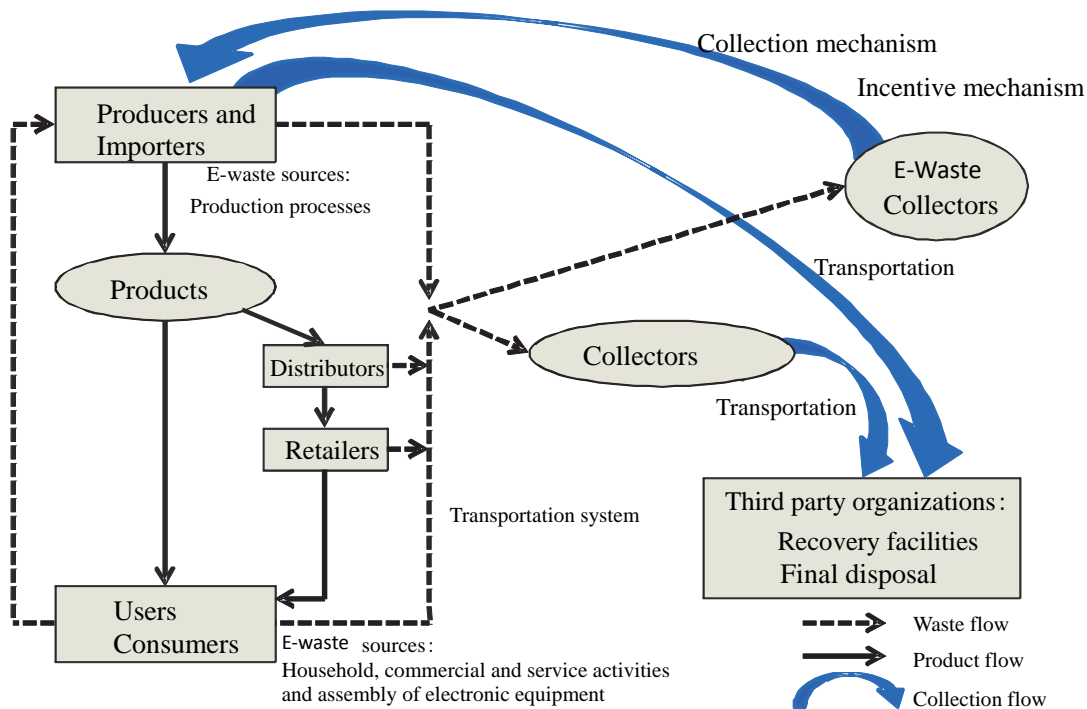 Collection mechanism
Incentive mechanism
Producers and
Importers
E-waste sources:
Production processes
E-Waste
Collectors
Products
Transportation
Distributors
Collectors
Transportation
Retailers
Transportation system
Third party organizations:
Recovery facilities
Final disposal
Users
Consumers
E-waste sources:
Household, commercial and service activities
and assembly of electronic equipment
Waste flow
Product flow
Collection flow